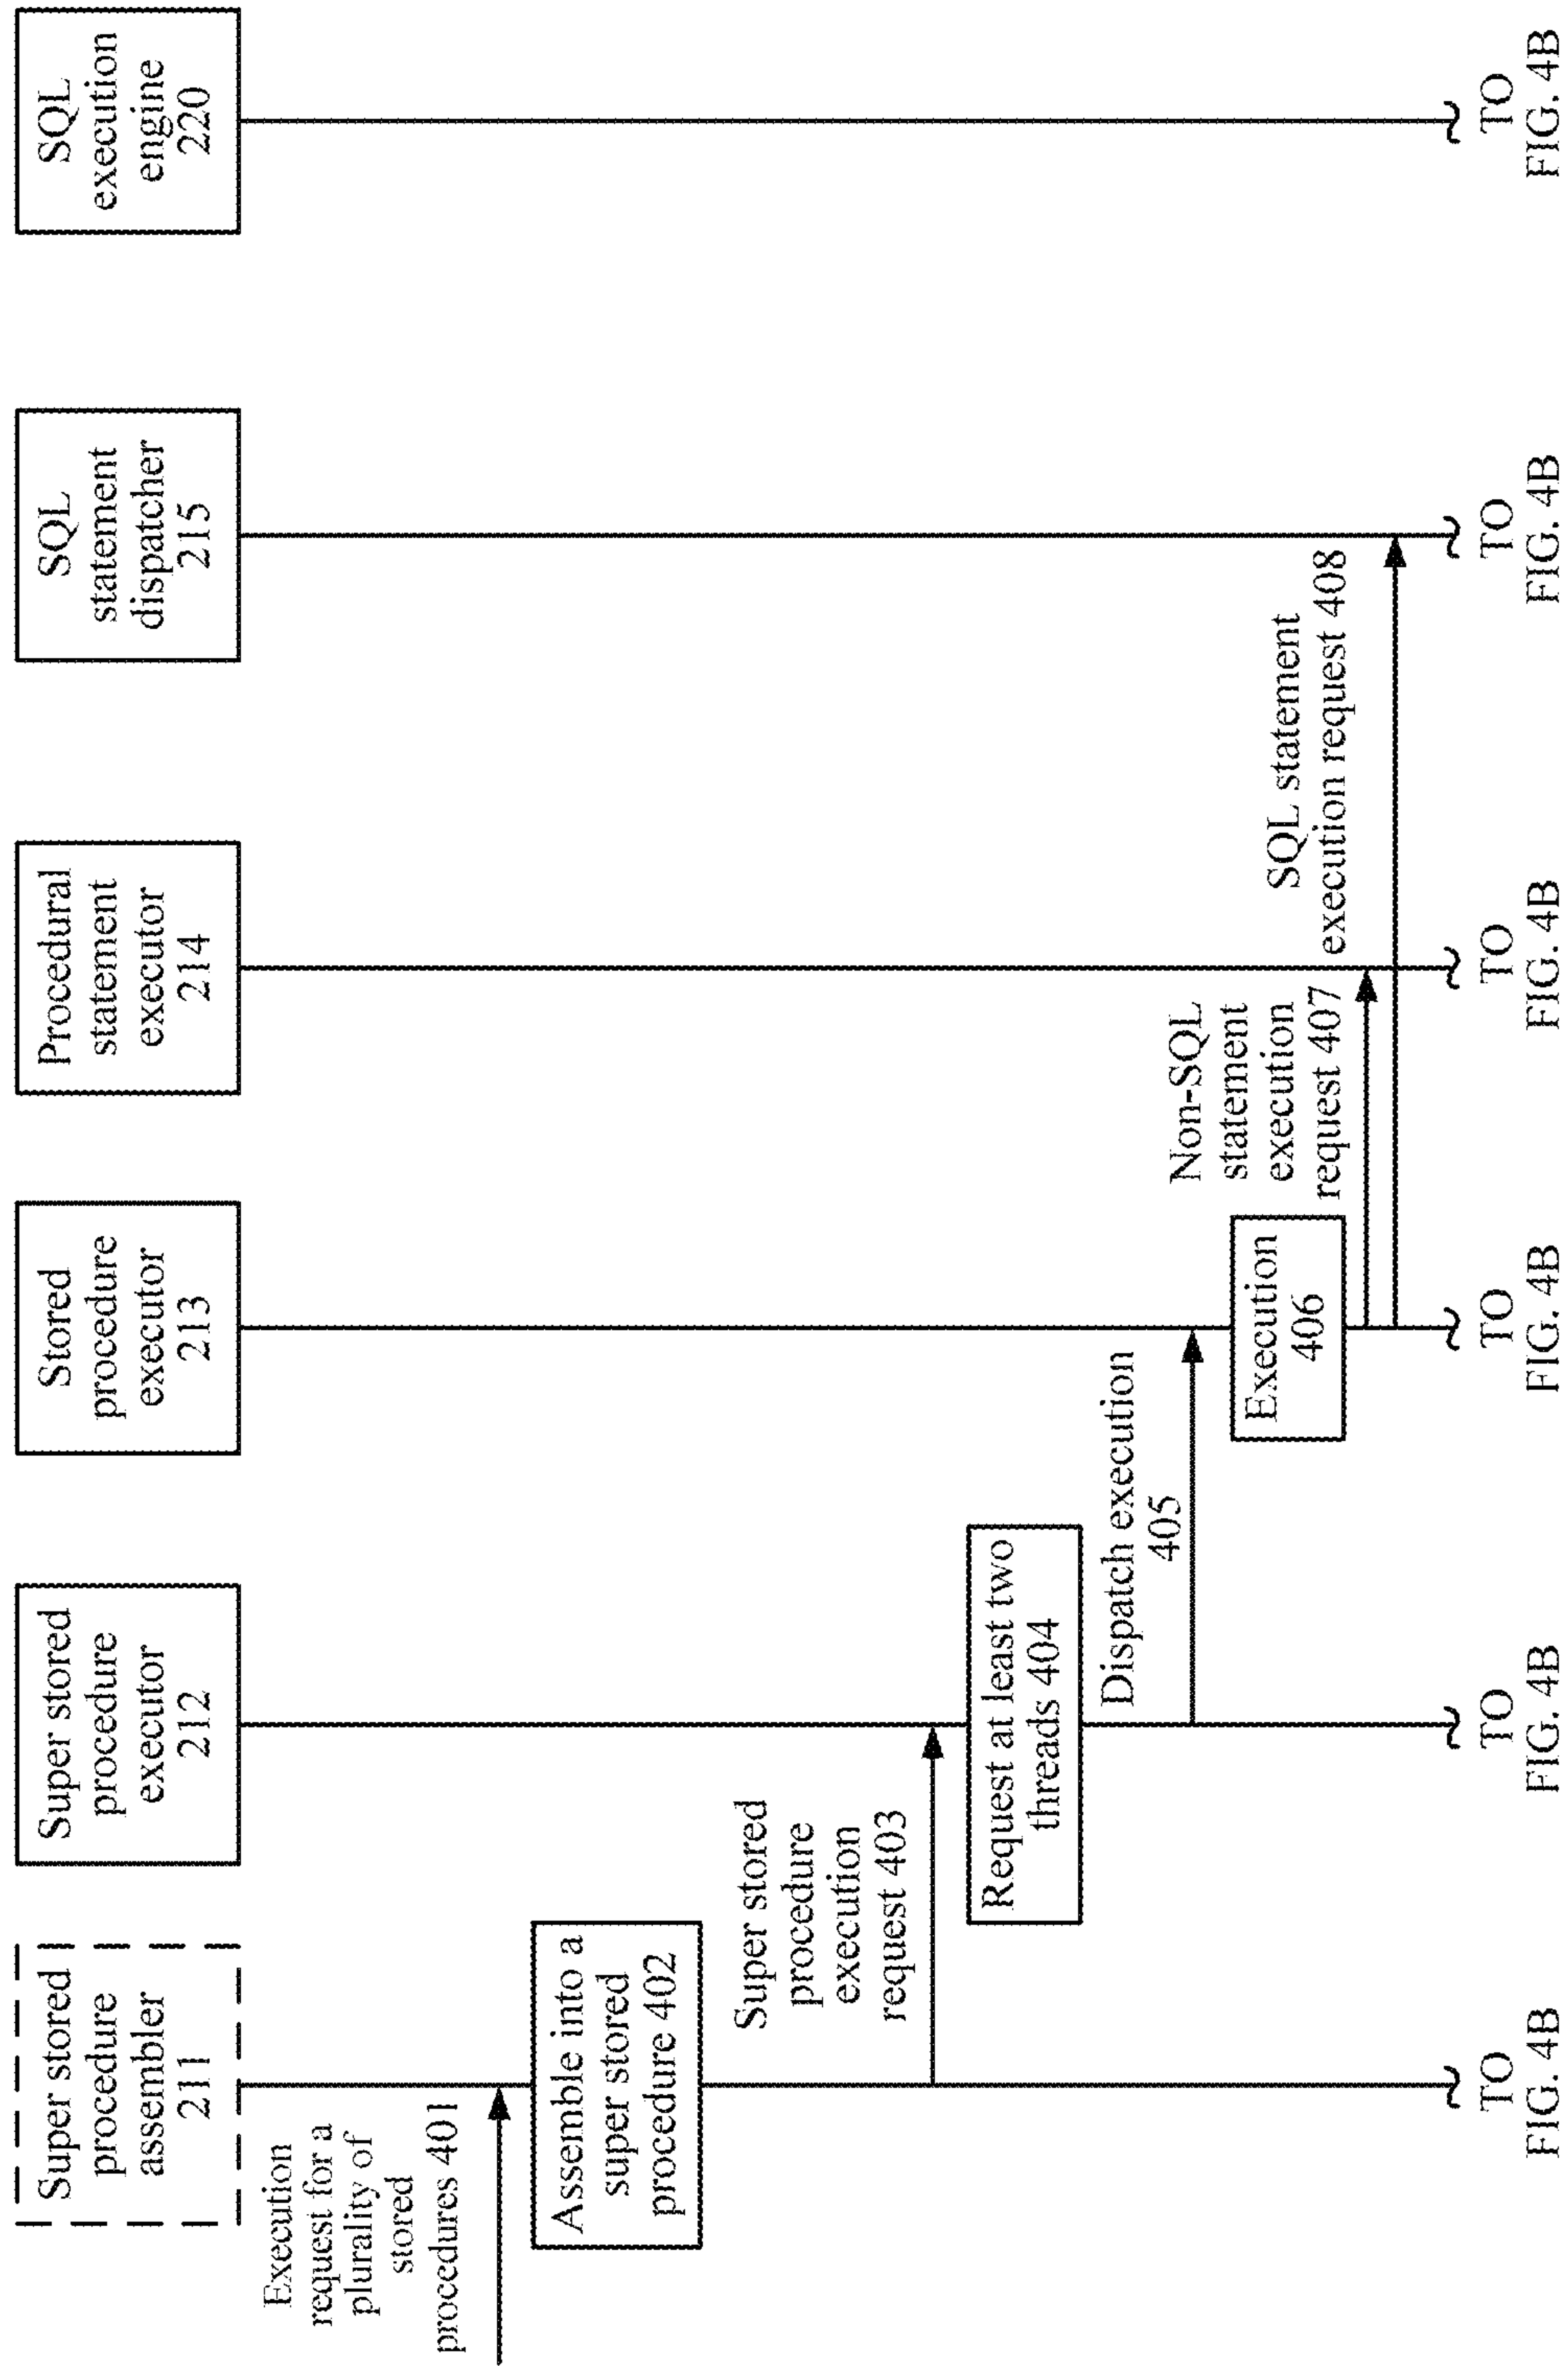 Super stored
procedure
assembler
211
Super stored
procedure
executor
212
Stored
procedure
executor
213
Procedural
statement
executor
214
SQL
statement
dispatcher
215
SQL
execution
engine
220
Execution
request for a
plurality of
stored
procedures 401
Assemble into a
super stored
procedure 402
Super stored
procedure
execution
request 403
Request at least two
threads 404
Dispatch execution
405
Execution
406
Non-SQL
statement
execution
request 407
SQL statement
execution request 408
TO
FIG. 4B
TO
FIG. 4B
TO
FIG. 4B
TO
FIG. 4B
TO
FIG. 4B
TO
FIG. 4B